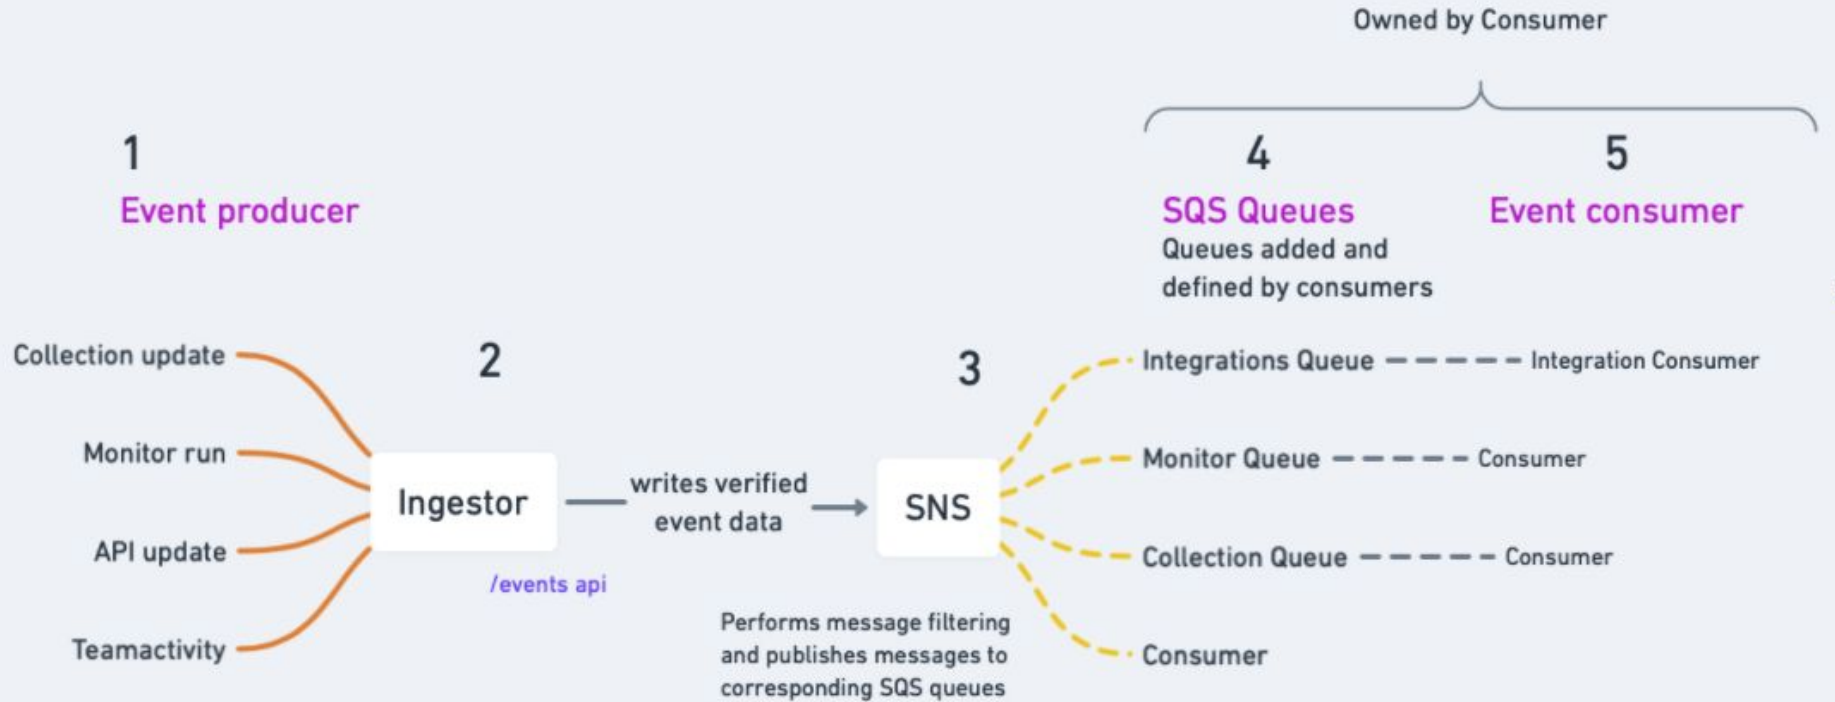 Owned by Consumer
1
Event producer
4
SQS Queues
Queues added and
defined by consumers
5
Event consumer
Collection update
Monitor run
API update
Teamactivity
2
Ingestor
/events api
writes verified
event data
3
SNS
Performs message filtering
and publishes messages to
corresponding SQS queues
Integrations Queue
Integration Consumer
Monitor Queue
Consumer
Collection Queue
Consumer
Consumer